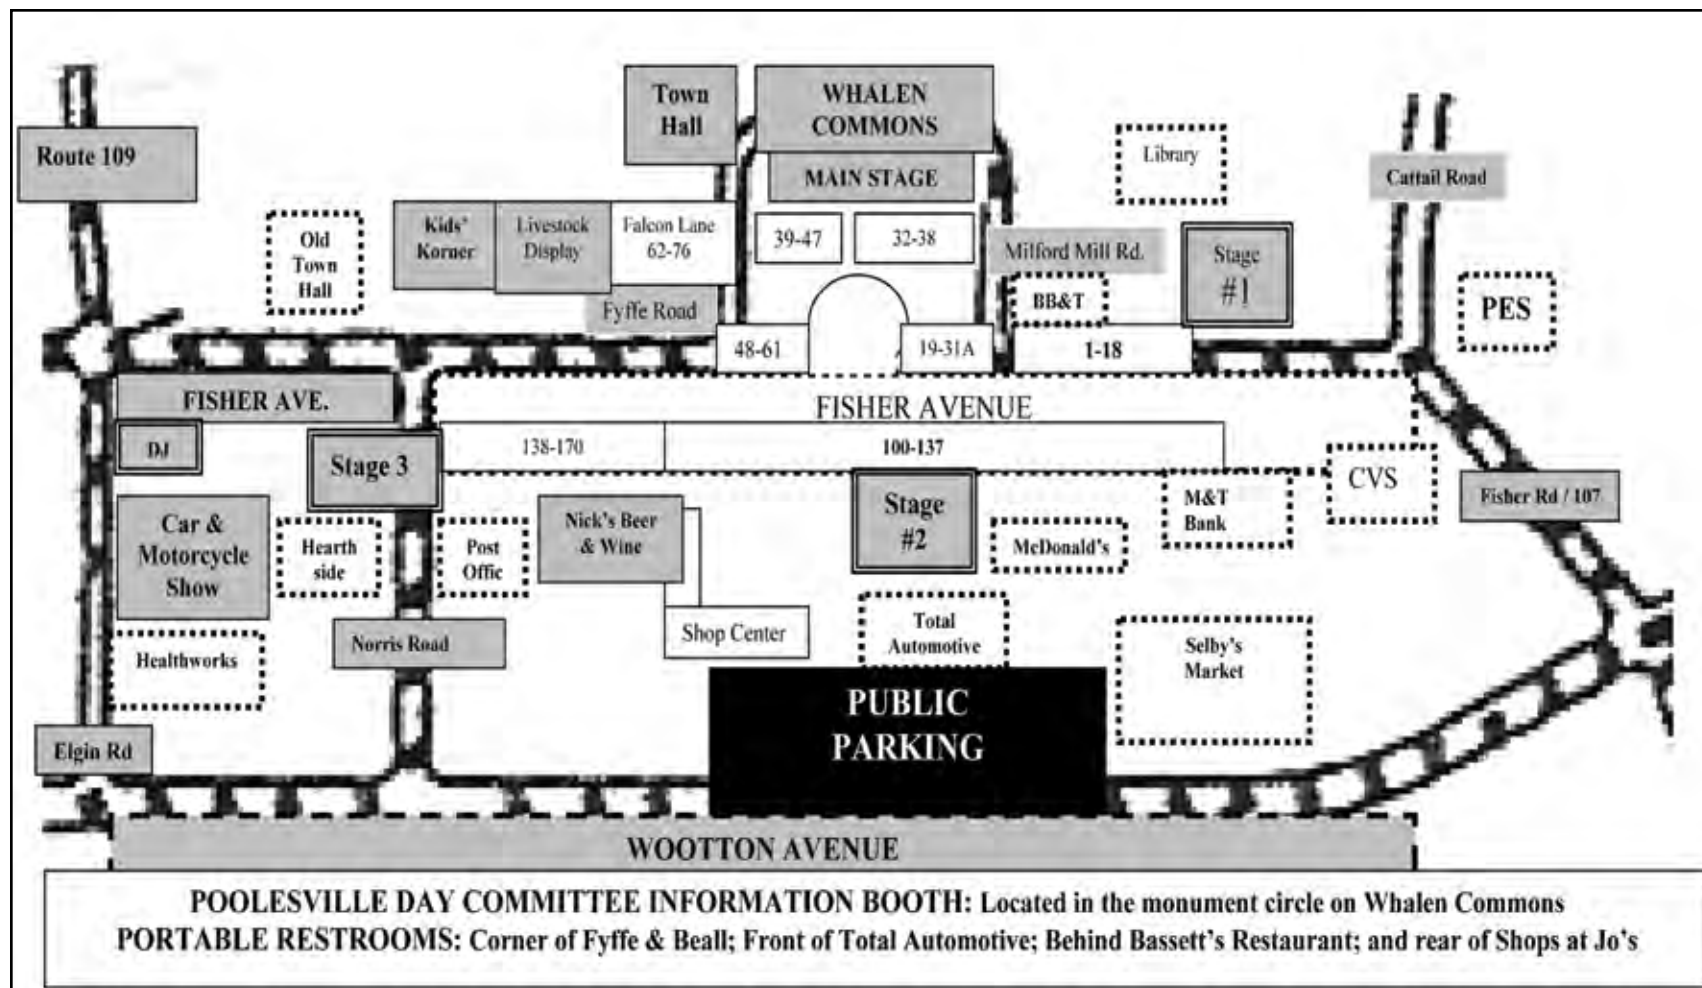 Town
Hall
WHALEN
COMMONS
MAIN STAGE
Route 109
Library
Cattail Road
Old
Town
Hall
Kids'
Korner
Livestock
Display
Falcon Lane
62-76
39-47
32-38
Milford Mill Rd.
Stage
#1
Fyffe Road
BB&T
PES
48-61
19-31A
1-18
FISHER AVE.
FISHER AVENUE
DJ
Stage 3
138-170
100-137
CVS
Fisher Rd / 107
Car &
Motorcycle
Show
Hearth
side
Post
Offic
Nick's Beer
& Wine
Stage
#2
McDonald's
M&T
Bank
Healthworks
Norris Road
Shop Center
Total
Automotive
Selby's
Market
PUBLIC
PARKING
Elgin Rd
WOOTTON AVENUE
POOLESVILLE DAY COMMITTEE INFORMATION BOOTH: Located in the monument circle on Whalen Commons
PORTABLE RESTROOMS: Corner of Fyffe & Beall; Front of Total Automotive; Behind Bassett's Restaurant; and rear of Shops at Jo's